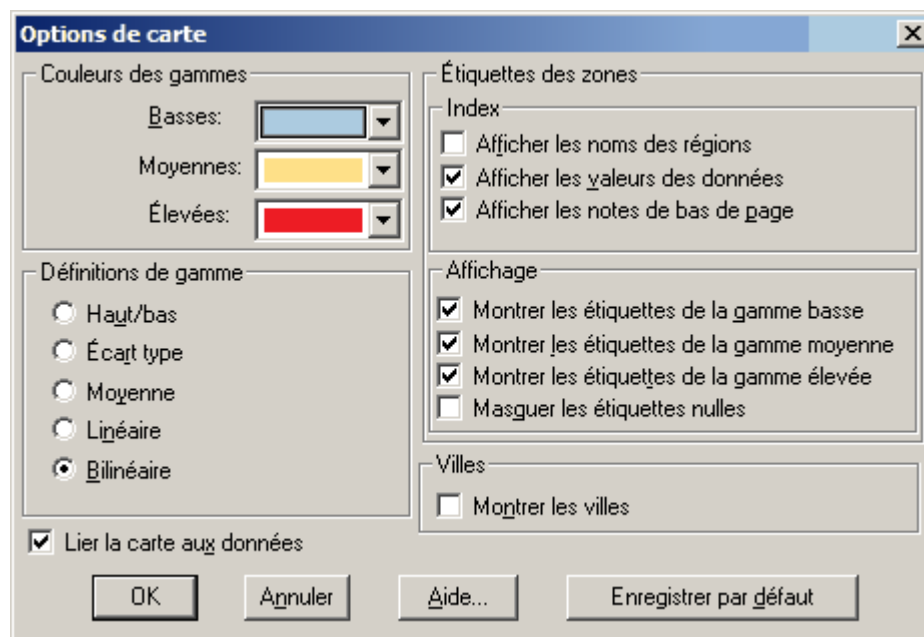 Options de carte
Couleurs des gammes
Basses:
Moyennes:
Élevées:
Définitions de gamme
Haut/bas
Écart type
Moyenne
Linéaire
Bilinéaire
Lier la carte aux données
Étiquettes des zones
Index
Afficher les noms des régions
Afficher les valeurs des données
Afficher les notes de bas de page
Affichage
Montrer les étiquettes de la gamme basse
Montrer les étiquettes de la gamme moyenne
Montrer les étiquettes de la gamme élevée
Masquer les étiquettes nulles
Villes
Montrer les villes
OK
Annuler
Aide...
Enregistrer par défaut